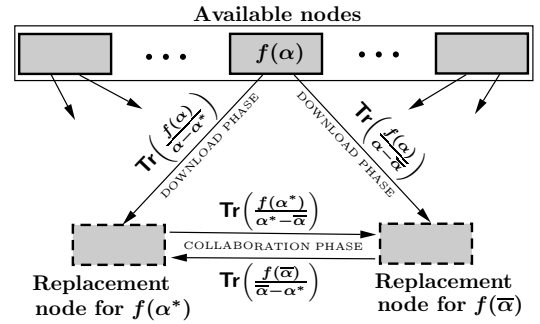 Available nodes
f(α)
Tr(f(α)/(α−α*))
DOWNLOAD PHASE
Tr(f(α)/(α−α̅))
DOWNLOAD PHASE
Tr(f(α*)/(α*−α̅))
COLLABORATION PHASE
Tr(f(α̅)/(α̅−α*))
Replacement
node for f(α*)
Replacement
node for f(α̅)